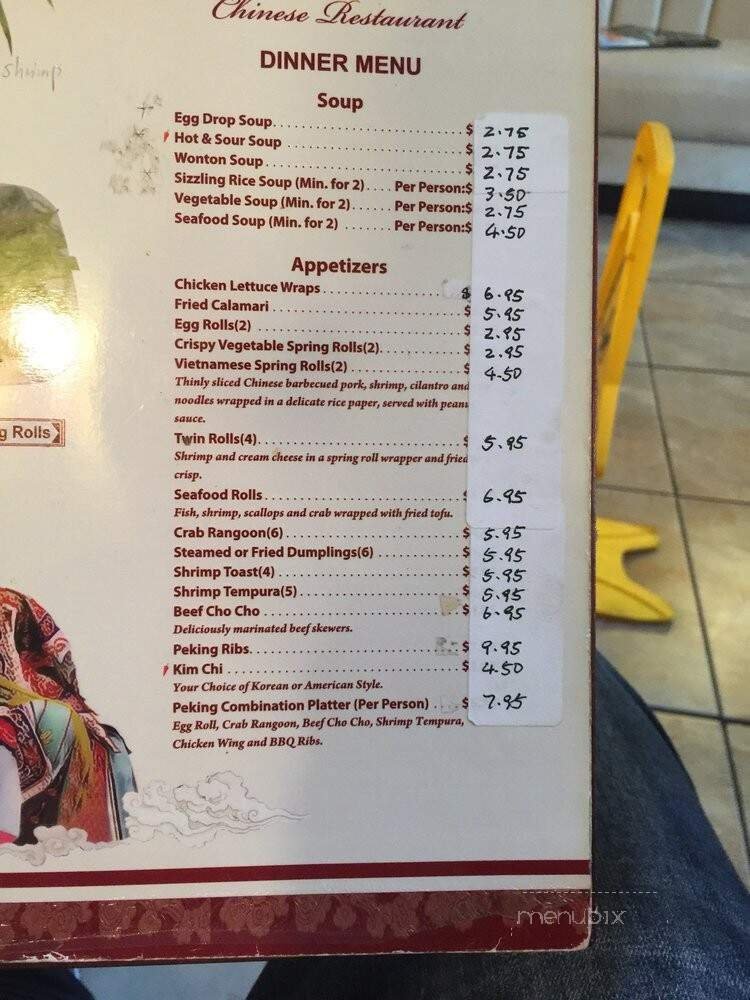 Chinese Restaurant
shrimp
DINNER MENU
Soup
Egg Drop Soup. $ 2.75
Hot & Sour Soup $ 2.75
Wonton Soup $ 2.75
Sizzling Rice Soup (Min. for 2) Per Person:$ 3.50
Vegetable Soup (Min. for 2) Per Person:$ 2.75
Seafood Soup (Min. for 2) Per Person:$ 4.50
Appetizers
Chicken Lettuce Wraps $ 6.95
Fried Calamari $ 5.95
Egg Rolls(2) $ 2.95
Crispy Vegetable Spring Rolls(2). $ 2.95
Vietnamese Spring Rolls(2) $ 4.50
Thinly sliced Chinese barbecued pork, shrimp, cilantro and
noodles wrapped in a delicate rice paper, served with
sauce.
g Rolls
Twin Rolls(4). $ 5.95
Shrimp and cream cheese in a spring roll wrapper and fried
crisp.
Seafood Rolls $ 6.95
Fish, shrimp, scallops and crab wrapped with fried tofu.
Crab Rangoon(6) $ 5.95
Steamed or Fried Dumplings(6) $ 5.95
Shrimp Toast(4) $ 5.95
Shrimp Tempura(5) $ 5.95
Beef Cho Cho $ 6.95
Deliciously marinated beef skewers.
Peking Ribs. $ 9.95
Kim Chi $ 4.50
Your Choice of Korean or American Style.
Peking Combination Platter (Per Person) $ 7.95
Egg Roll, Crab Rangoon, Beef Cho Cho, Shrimp Tempura,
Chicken Wing and BBQ Ribs.
menupix